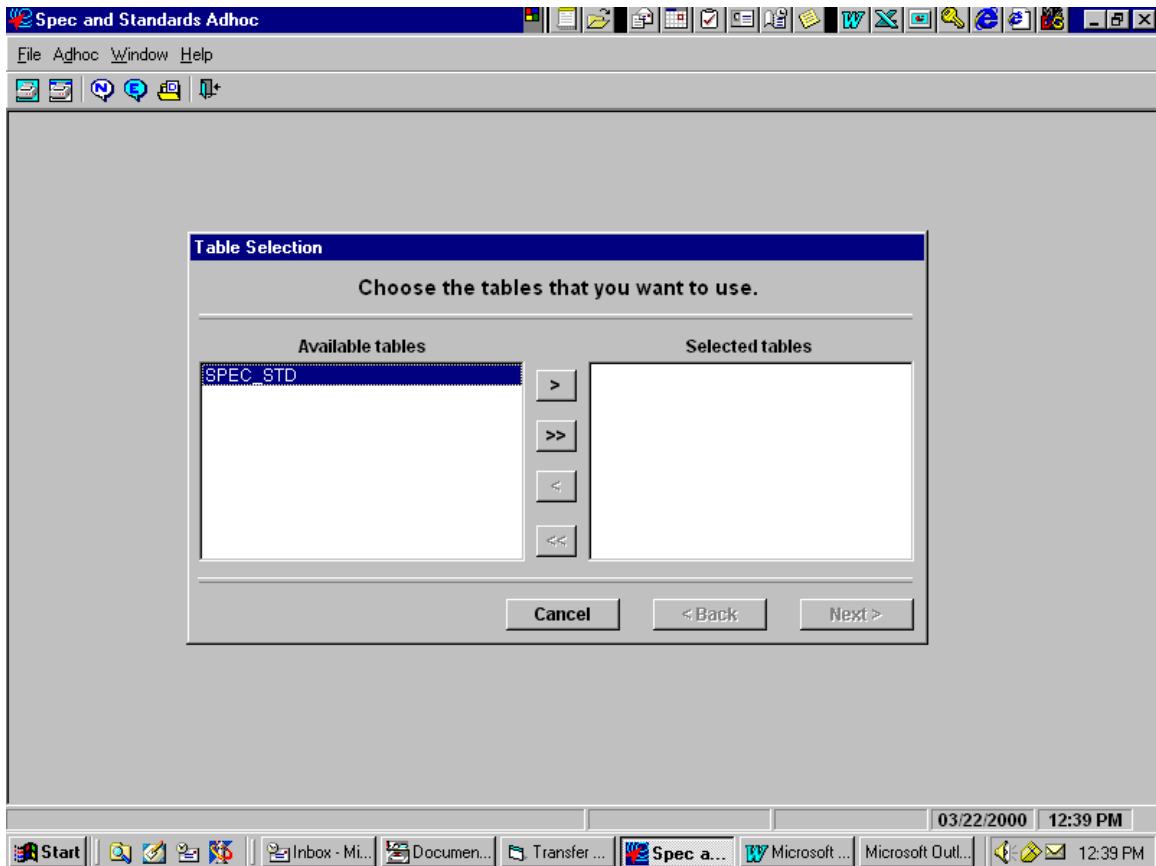 Spec and Standards Adhoc
File Adhoc Window Help
N E
Table Selection
Choose the tables that you want to use.
Available tables
Selected tables
SPEC_STD
>
>>
<
<<
Cancel
< Back
Next >
03/22/2000
12:39 PM
Start
Inbox - Mi...
Documen...
Transfer ...
Spec a...
Microsoft ...
Microsoft Outl...
12:39 PM